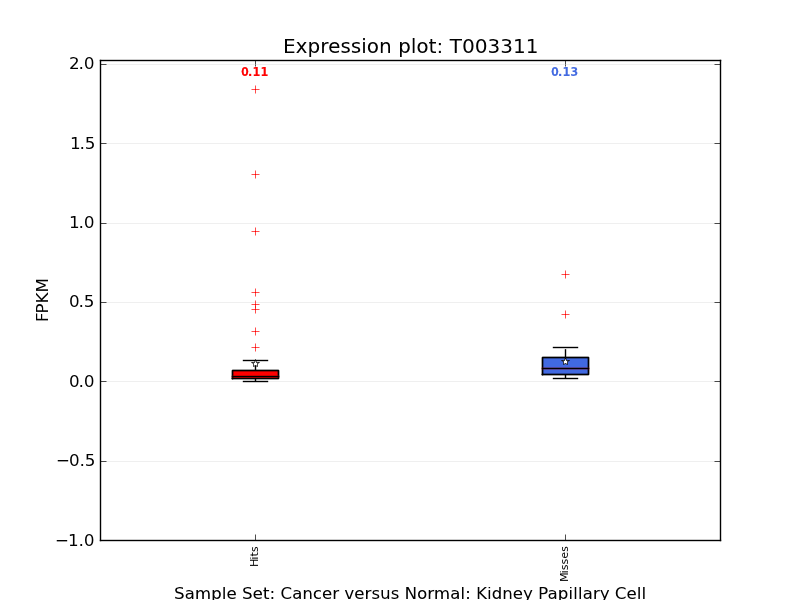 Expression plot: T003311
2.0
0.11
0.13
1.5
1.0
0.5
0.0
−0.5
−1.0
FPKM
Hits
Misses
Sample Set: Cancer versus Normal: Kidney Papillary Cell